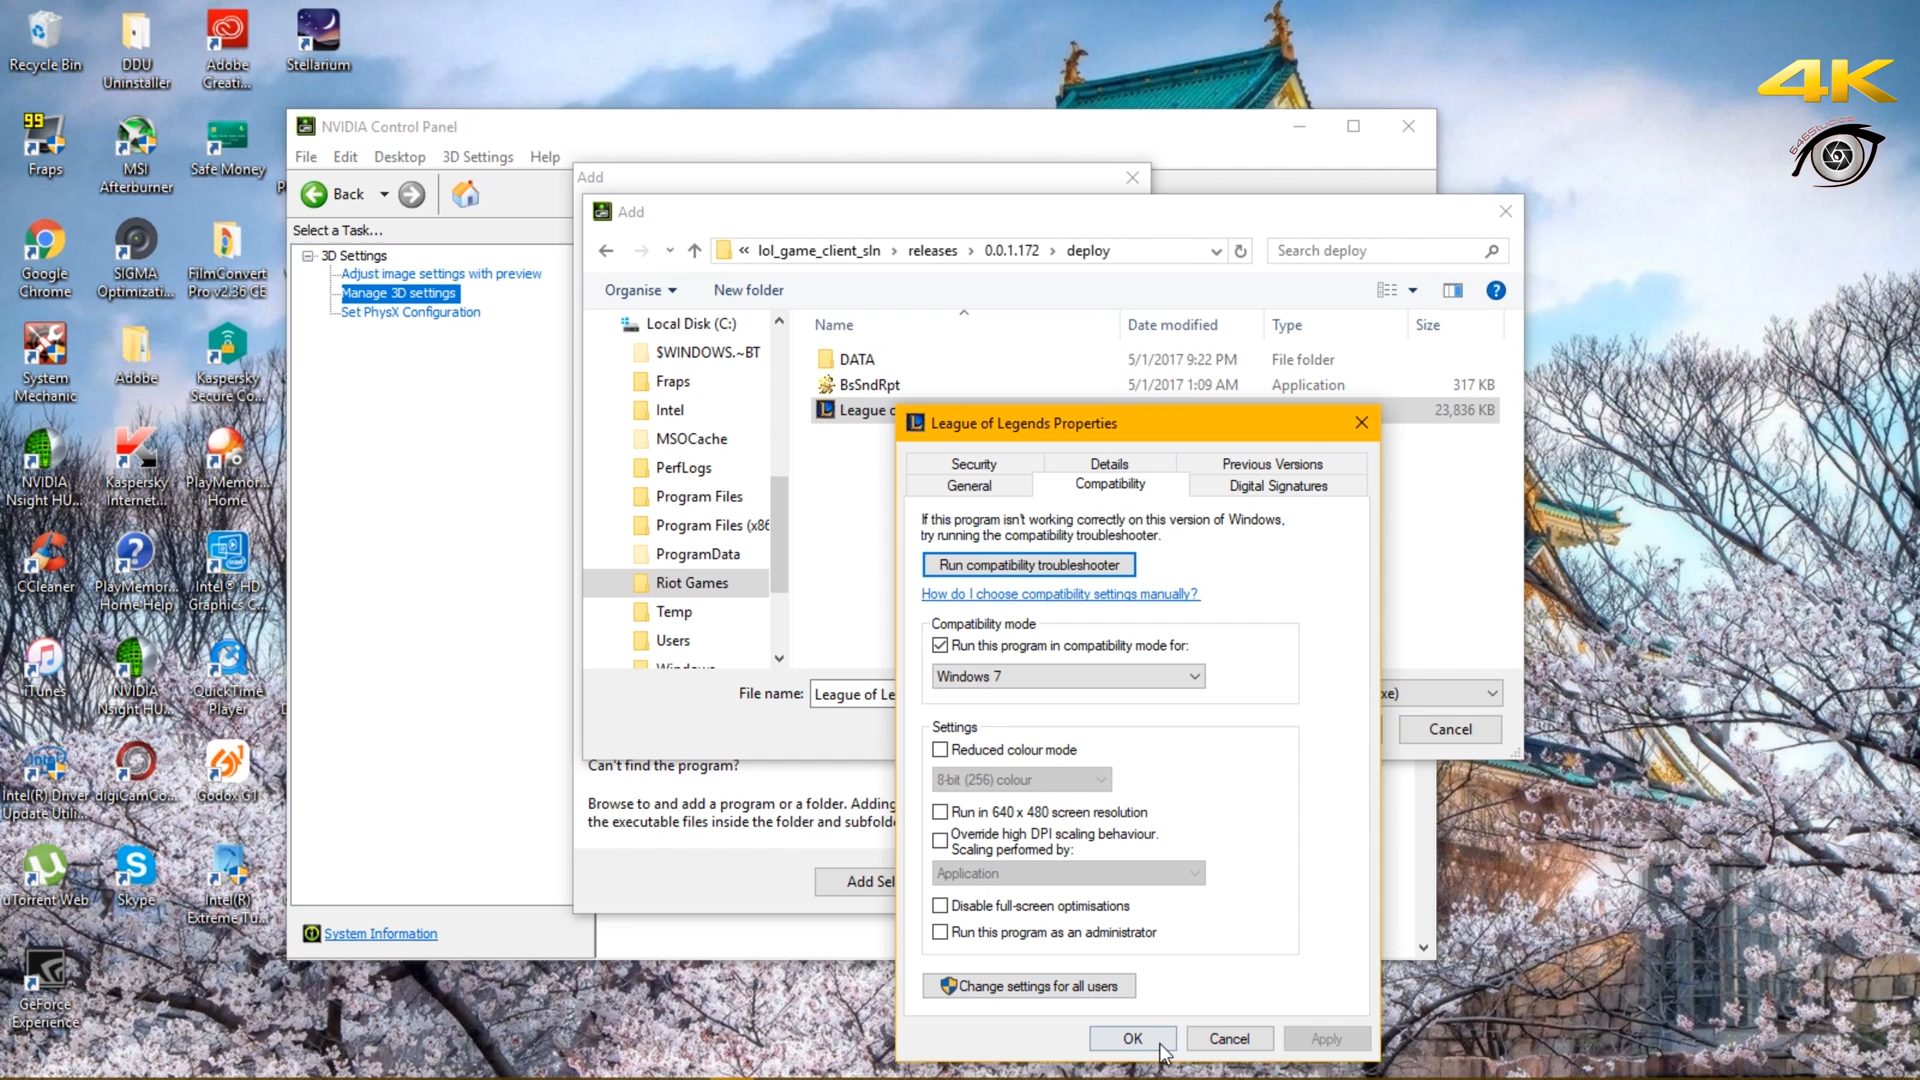 Recycle Bin
DDU
Uninstaller
Adobe
Creati...
Stellarium
99
Fraps
MSI
Afterburner
Safe Money
Google
Chrome
SIGMA
Optimizati...
FilmConvert
Pro v2.36 CE
System
Mechanic
Adobe
Kaspersky
Secure Co...
NVIDIA
Nsight HU...
Kaspersky
Internet...
PlayMemor...
Home
CCleaner
PlayMemor...
Home Help
Intel® HD
Graphics C...
iTunes
NVIDIA
Nsight HU...
QuickTime
Player
Intel(R) Driver
Update Utili...
digiCamCo...
Godox G1
uTorrent Web
Skype
Intel(R)
Extreme Tu...
GeForce
Experience
4K
646Studios
NVIDIA Control Panel
File Edit Desktop 3D Settings Help
Back
Select a Task...
3D Settings
Adjust image settings with preview
Manage 3D settings
Set PhysX Configuration
System Information
Add
Add
« lol_game_client_sln › releases › 0.0.1.172 › deploy
Search deploy
Organise New folder
Local Disk (C:)
$WINDOWS.~BT
Fraps
Intel
MSOCache
PerfLogs
Program Files
Program Files (x86
ProgramData
Riot Games
Temp
Users
Windows
Name Date modified Type Size
DATA 5/1/2017 9:22 PM File folder
BsSndRpt 5/1/2017 1:09 AM Application 317 KB
League o 23,836 KB
File name: League of Le
xe)
Cancel
Can't find the program?
Browse to and add a program or a folder. Adding
the executable files inside the folder and subfolde
Add Sel
League of Legends Properties
Security Details Previous Versions
General Compatibility Digital Signatures
If this program isn't working correctly on this version of Windows,
try running the compatibility troubleshooter.
Run compatibility troubleshooter
How do I choose compatibility settings manually?
Compatibility mode
Run this program in compatibility mode for:
Windows 7
Settings
Reduced colour mode
8-bit (256) colour
Run in 640 x 480 screen resolution
Override high DPI scaling behaviour.
Scaling performed by:
Application
Disable full-screen optimisations
Run this program as an administrator
Change settings for all users
OK Cancel Apply